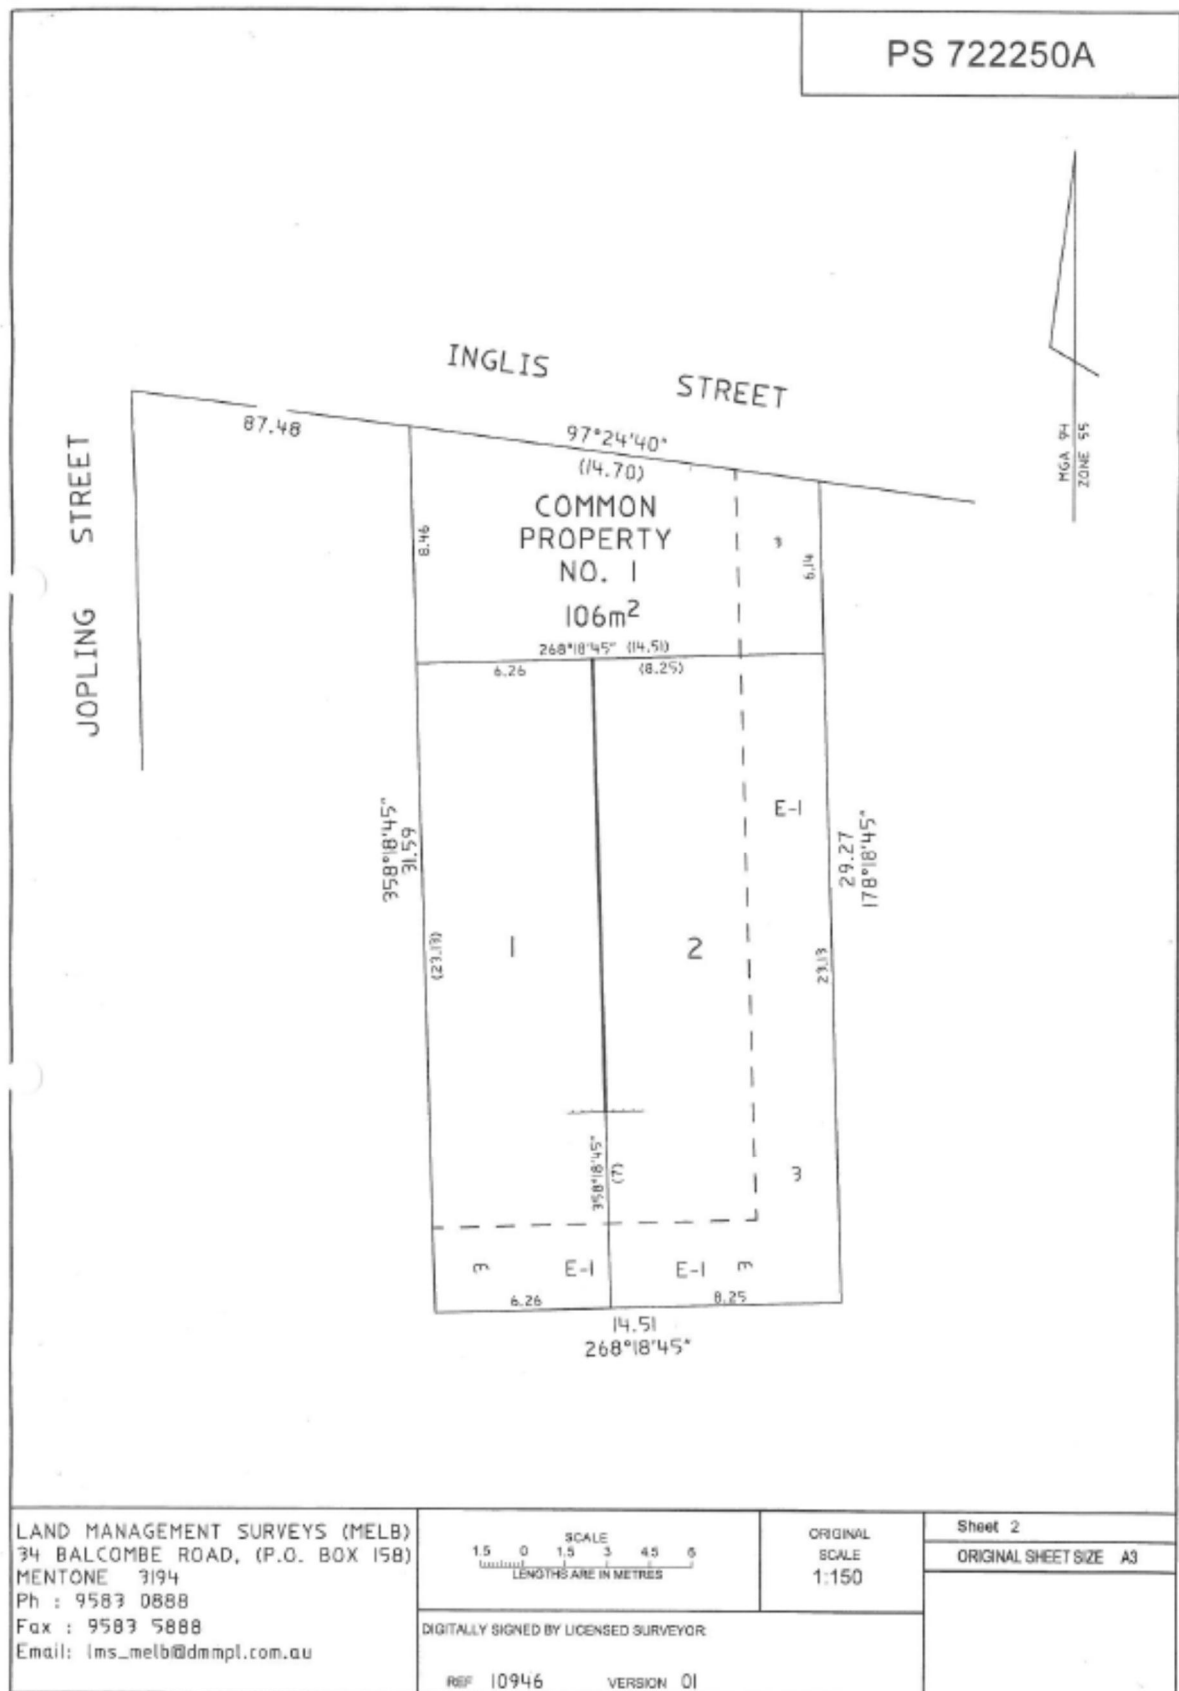 PS 722250A
MGA 94
ZONE 55
INGLIS STREET
JOPLING STREET
87.48
97°24'40"
(14.70)
COMMON
PROPERTY
NO. 1
106m²
8.46
3
6.14
268°18'45" (14.51)
6.26
(8.25)
E-1
358°18'45"
31.59
29.27
178°18'45"
(23.13)
1
2
23.13
358°18'45"
(7)
3
3
E-1
E-1
3
6.26
8.25
14.51
268°18'45"
LAND MANAGEMENT SURVEYS (MELB)
34 BALCOMBE ROAD, (P.O. BOX 158)
MENTONE 3194
Ph : 9583 0888
Fax : 9583 5888
Email: lms_melb@dmmpl.com.au
SCALE
1.5 0 1.5 3 4.5 6
LENGTHS ARE IN METRES
ORIGINAL
SCALE
1:150
Sheet 2
ORIGINAL SHEET SIZE A3
DIGITALLY SIGNED BY LICENSED SURVEYOR:
REF 10946 VERSION 01